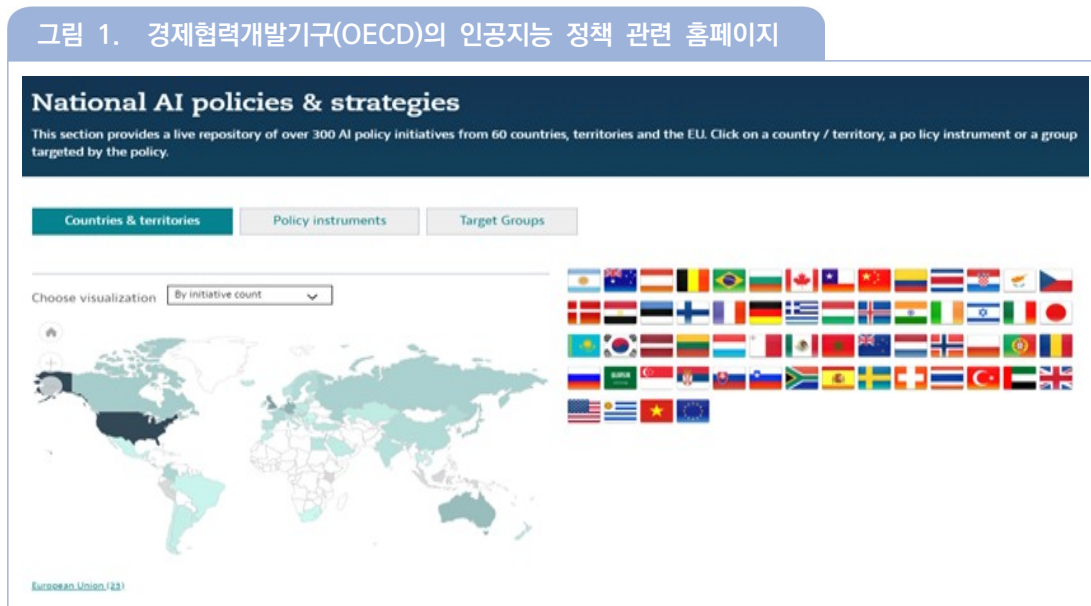 그림 1. 경제협력개발기구(OECD)의 인공지능 정책 관련 홈페이지
National AI policies & strategies
This section provides a live repository of over 300 AI policy initiatives from 60 countries, territories and the EU. Click on a country / territory, a po licy instrument or a group
targeted by the policy.
Countries & territories
Policy instruments
Target Groups
Choose visualization
By initiative count
European Union (23)